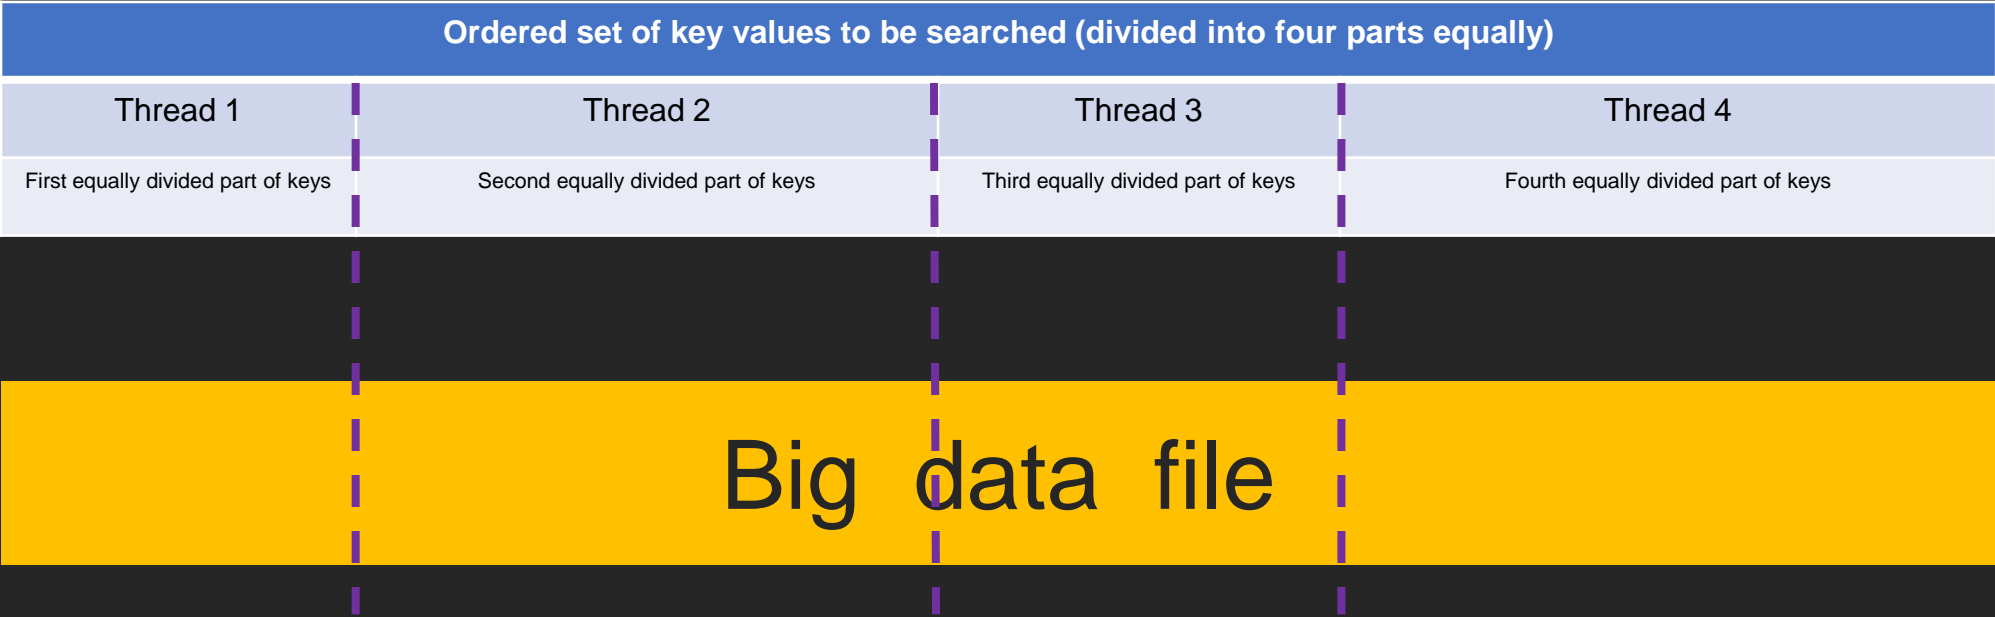 Ordered set of key values to be searched (divided into four parts equally)
Thread 1
Thread 2
Thread 3
Thread 4
First equally divided part of keys
Second equally divided part of keys
Third equally divided part of keys
Fourth equally divided part of keys
Big data file